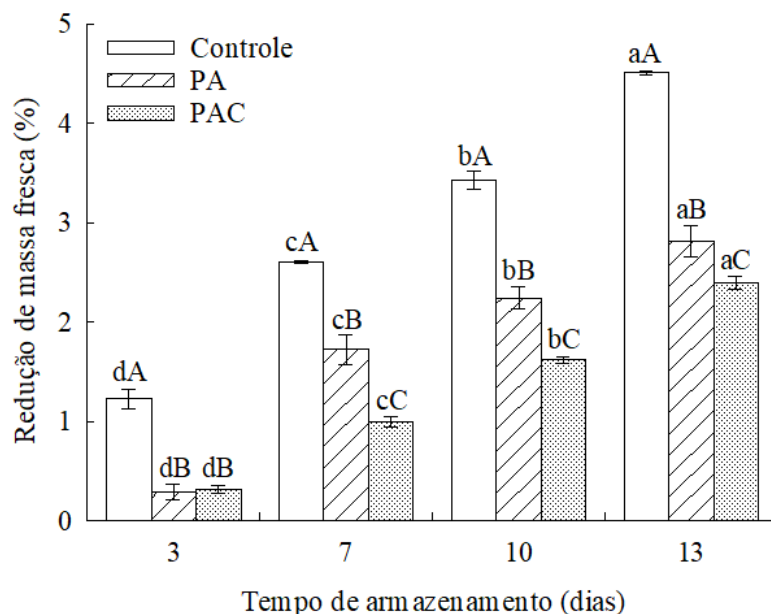 Redução de massa fresca (%)
5
4
3
2
1
0
Controle
PA
PAC
dA
dB
dB
cA
cB
cC
bA
bB
bC
aA
aB
aC
3
7
10
13
Tempo de armazenamento (dias)